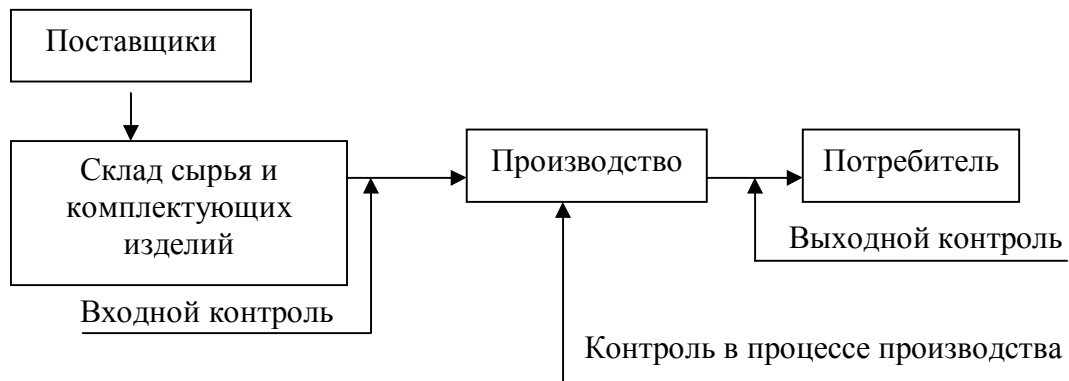 Поставщики
Склад сырья и
комплектующих
изделий
Производство
Потребитель
Выходной контроль
Входной контроль
Контроль в процессе производства